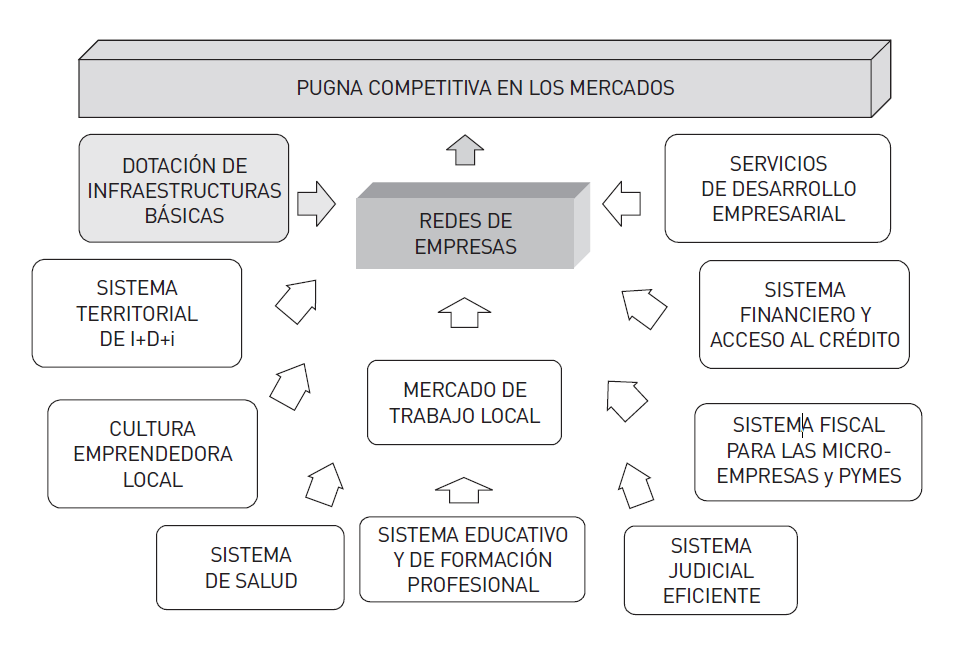 PUGNA COMPETITIVA EN LOS MERCADOS
DOTACIÓN DE
INFRAESTRUCTURAS
BÁSICAS
REDES DE
EMPRESAS
SERVICIOS
DE DESARROLLO
EMPRESARIAL
SISTEMA
TERRITORIAL
DE I+D+i
SISTEMA
FINANCIERO Y
ACCESO AL CRÉDITO
MERCADO DE
TRABAJO LOCAL
CULTURA
EMPRENDEDORA
LOCAL
SISTEMA FISCAL
PARA LAS MICRO-
EMPRESAS y PYMES
SISTEMA
DE SALUD
SISTEMA EDUCATIVO
Y DE FORMACIÓN
PROFESIONAL
SISTEMA
JUDICIAL
EFICIENTE